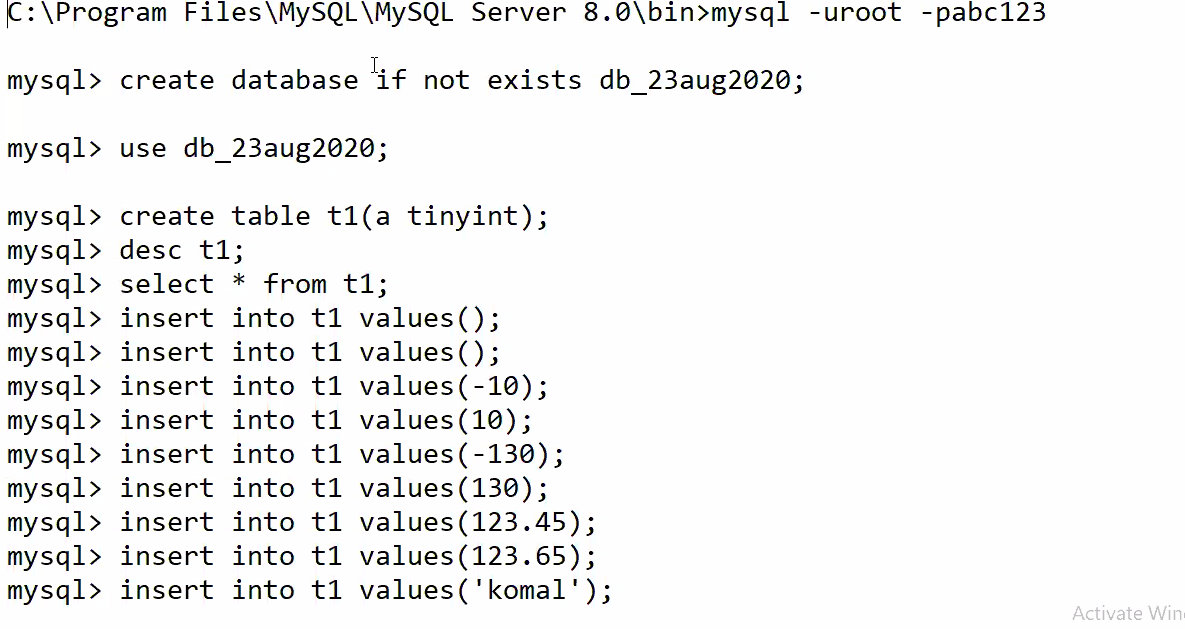 C:\Program Files\MySQL\MySQL Server 8.0\bin>mysql -uroot -pabc123
mysql> create database if not exists db_23aug2020;
mysql> use db_23aug2020;
mysql> create table t1(a tinyint);
mysql> desc t1;
mysql> select * from t1;
mysql> insert into t1 values();
mysql> insert into t1 values();
mysql> insert into t1 values(-10);
mysql> insert into t1 values(10);
mysql> insert into t1 values(-130);
mysql> insert into t1 values(130);
mysql> insert into t1 values(123.45);
mysql> insert into t1 values(123.65);
mysql> insert into t1 values('komal');
Activate Win